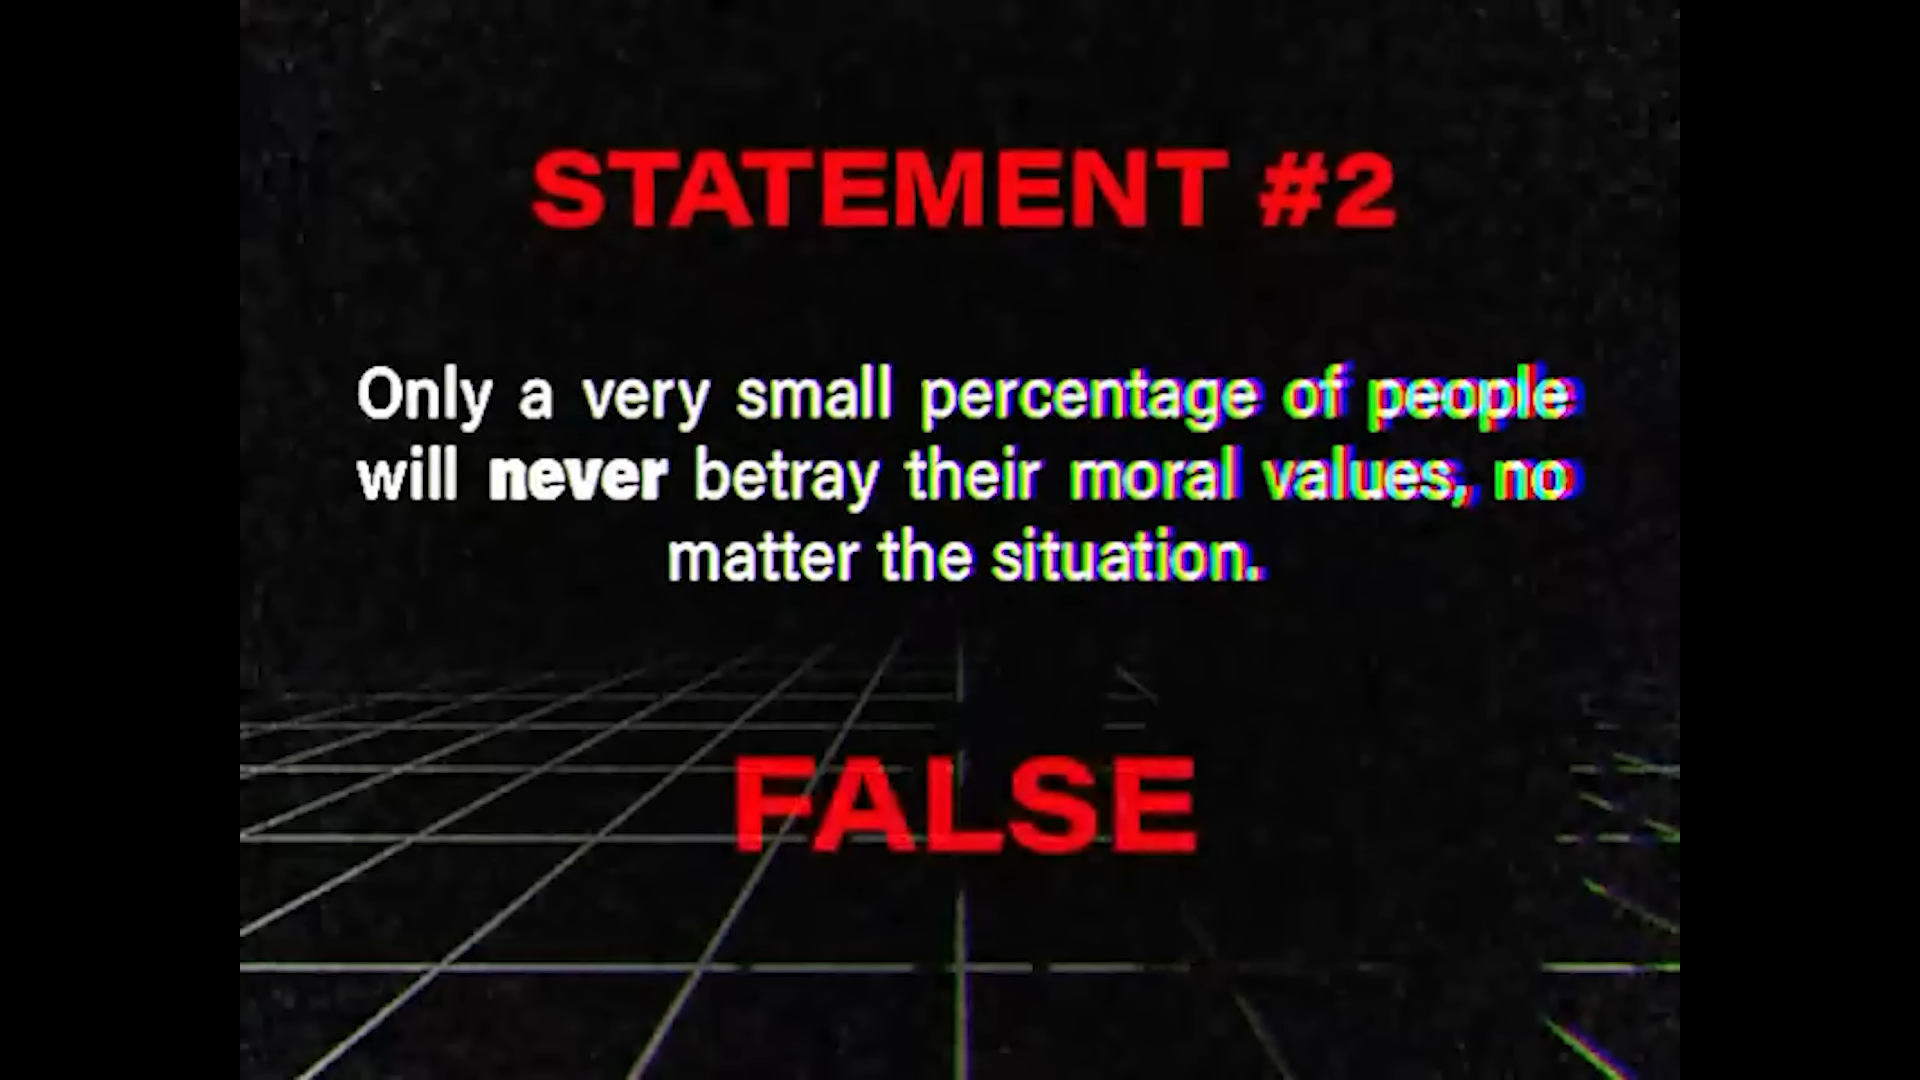 STATEMENT #2
Only a very small percentage of people
will never betray their moral values, no
matter the situation.
FALSE